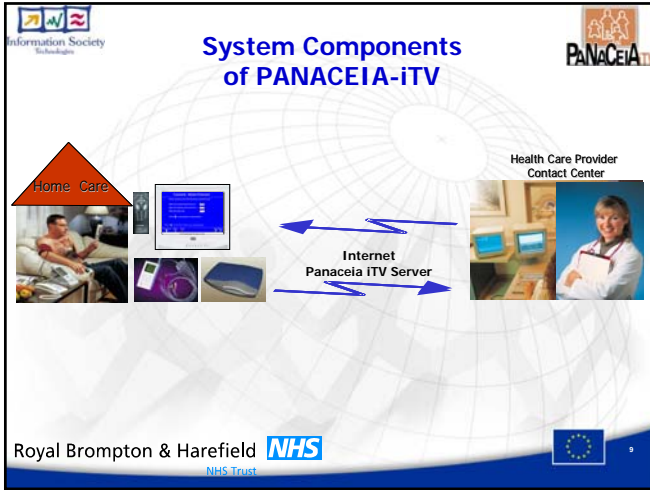 Information Society
Technologies
System Components
of PANACEIA-iTV
PANACEIA iTV
Home Care
Health Care Provider
Contact Center
Internet
Panaceia iTV Server
Royal Brompton & Harefield NHS
NHS Trust
9